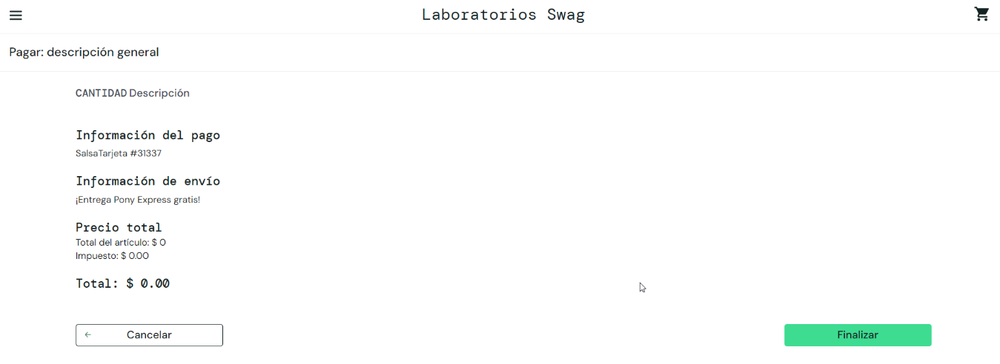 Laboratorios Swag
Pagar: descripción general
CANTIDAD Descripción
Información del pago
SalsaTarjeta #31337
Información de envío
¡Entrega Pony Express gratis!
Precio total
Total del artículo: $ 0
Impuesto: $ 0.00
Total: $ 0.00
Cancelar
Finalizar